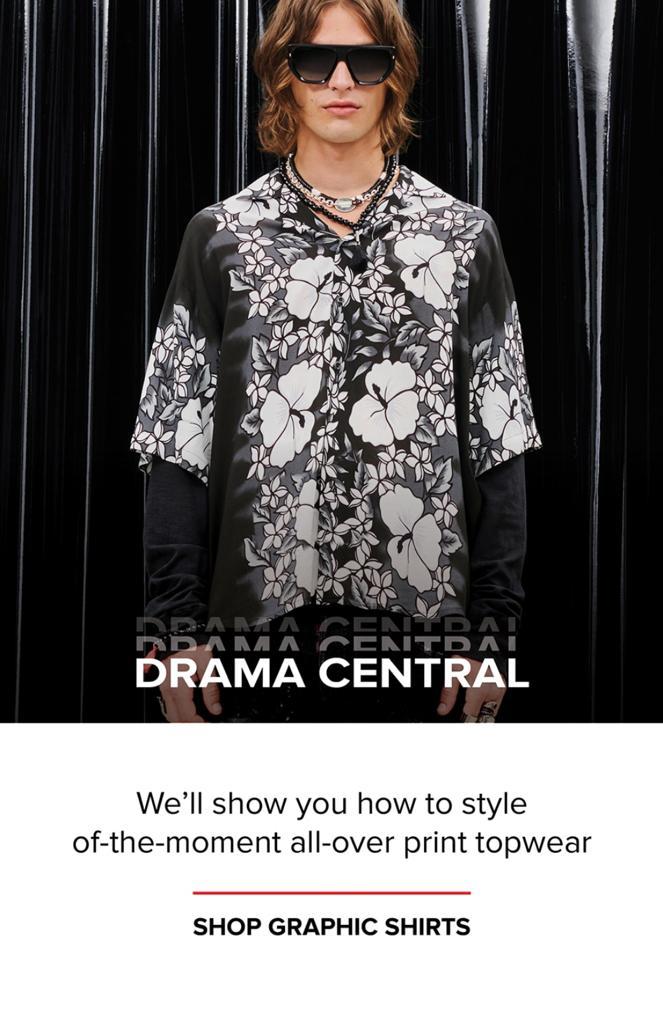 DRAMA CENTRAL
DRAMA CENTRAL
DRAMA CENTRAL
We'll show you how to style
of-the-moment all-over print topwear
SHOP GRAPHIC SHIRTS